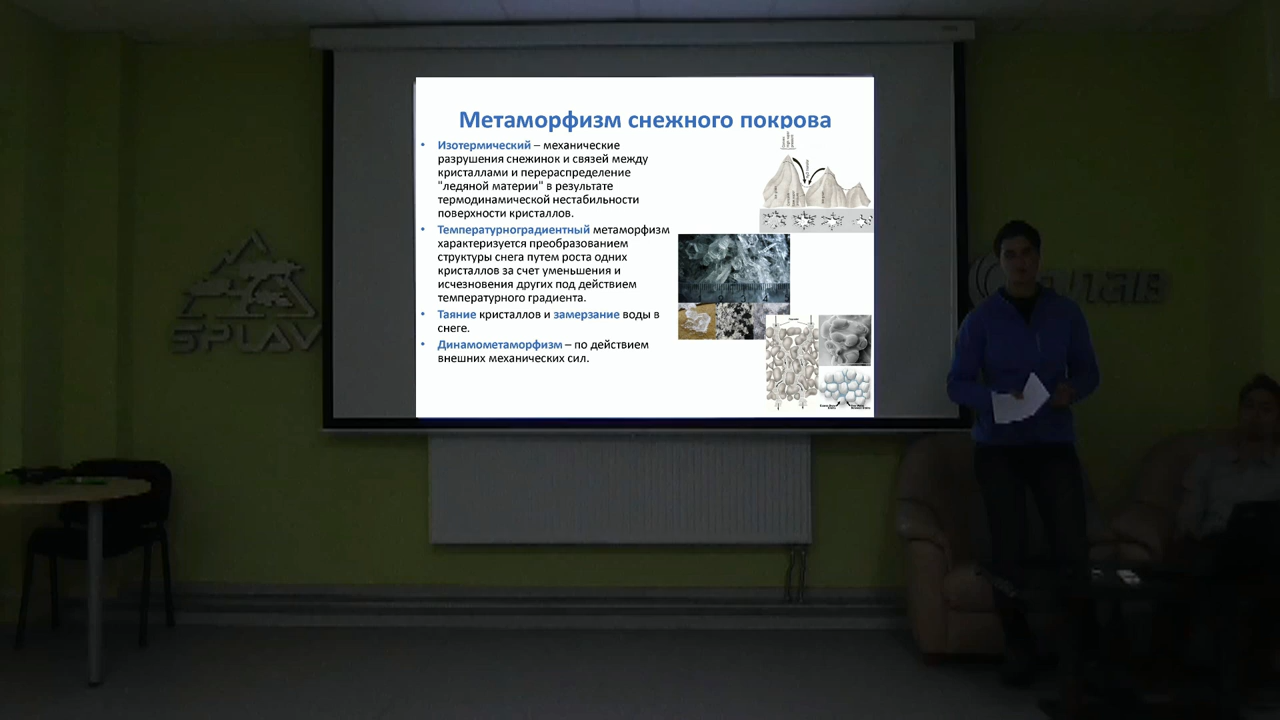 Метаморфизм снежного покрова
• Изотермический – механические
разрушения снежинок и связей между
кристаллами и перераспределение
"ледяной материи" в результате
термодинамической нестабильности
поверхности кристаллов.
• Температурноградиентный метаморфизм
характеризуется преобразованием
структуры снега путем роста одних
кристаллов за счет уменьшения и
исчезновения других под действием
температурного градиента.
• Таяние кристаллов и замерзание воды в
снеге.
• Динамометаморфизм – по действием
внешних механических сил.
SPLAV